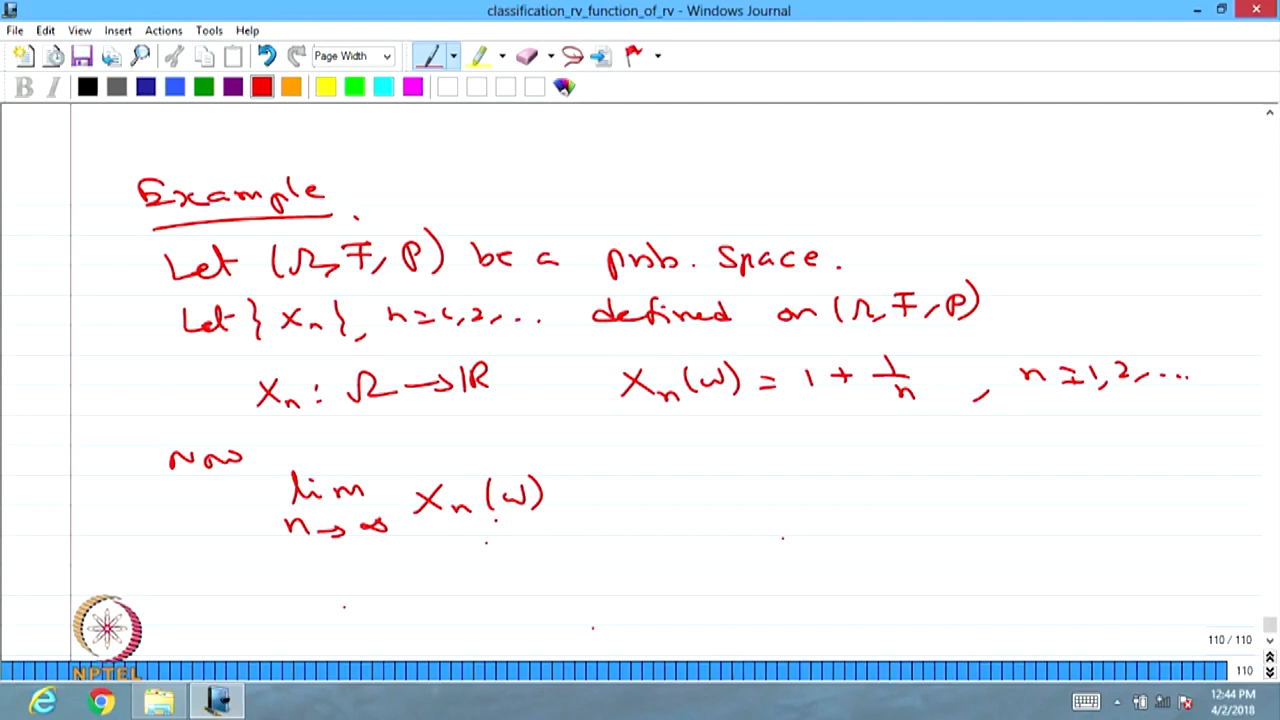 classification_rv_function_of_rv - Windows Journal
File Edit View Insert Actions Tools Help
Page Width
B I
Example
Let (Ω, F, P) be a prob. space.
Let {Xn}, n=1,2,... defined on (Ω, F, P)
Xn : Ω → IR Xn(ω) = 1 + 1/n , n=1,2,...
Now
lim n→∞ Xn(ω)
110 / 110
NPTEL
110
12:44 PM
4/2/2018